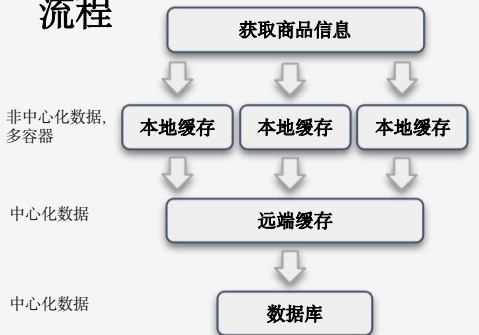 流程
获取商品信息
非中心化数据,
多容器
本地缓存 本地缓存 本地缓存
中心化数据
远端缓存
中心化数据
数据库